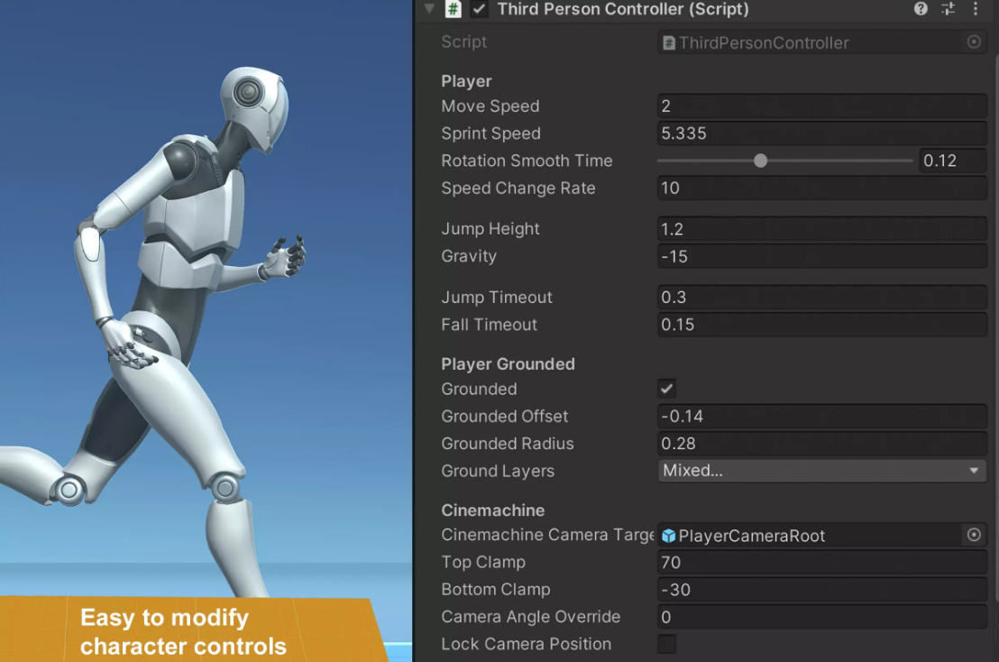 Third Person Controller (Script)
Script ThirdPersonController
Player
Move Speed 2
Sprint Speed 5.335
Rotation Smooth Time 0.12
Speed Change Rate 10
Jump Height 1.2
Gravity -15
Jump Timeout 0.3
Fall Timeout 0.15
Player Grounded
Grounded
Grounded Offset -0.14
Grounded Radius 0.28
Ground Layers Mixed...
Cinemachine
Cinemachine Camera Targe PlayerCameraRoot
Top Clamp 70
Bottom Clamp -30
Camera Angle Override 0
Lock Camera Position
Easy to modify
character controls